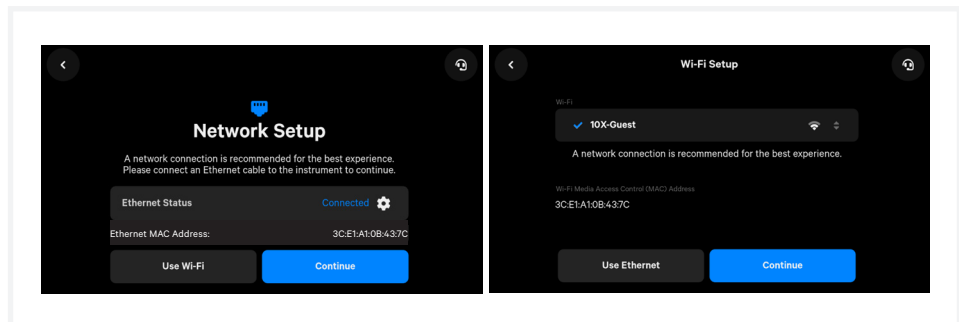 Network Setup
A network connection is recommended for the best experience.
Please connect an Ethernet cable to the instrument to continue.
Ethernet Status Connected
Ethernet MAC Address: 3C:E1:A1:0B:43:7C
Use Wi-Fi Continue
Wi-Fi Setup
Wi-Fi
10X-Guest
A network connection is recommended for the best experience.
Wi-Fi Media Access Control (MAC) Address
3C:E1:A1:0B:43:7C
Use Ethernet Continue